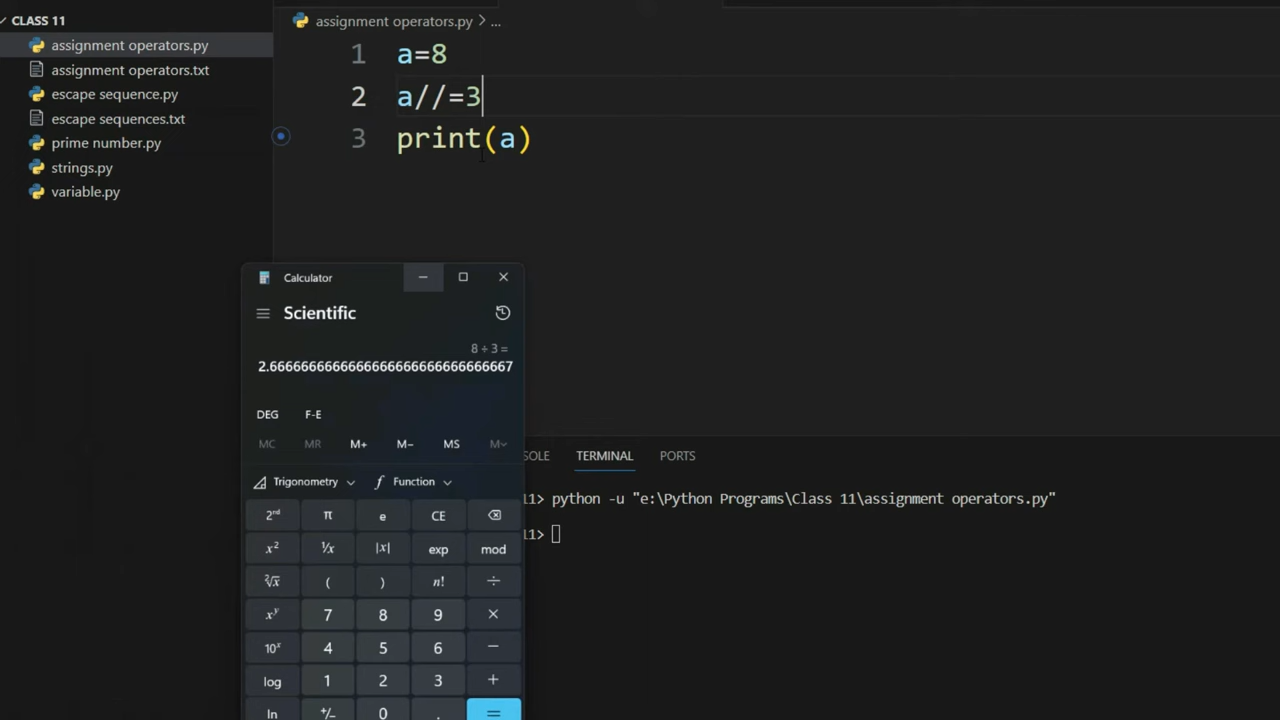 CLASS 11
assignment operators.py
assignment operators.txt
escape sequence.py
escape sequences.txt
prime number.py
strings.py
variable.py
assignment operators.py > ...
1 a=8
2 a//=3
3 print(a)
Calculator
Scientific
8 ÷ 3 =
2.6666666666666666666666666666667
DEG F-E
MC MR M+ M− MS M
Trigonometry Function
2nd π e CE
x² ¹/x |x| exp mod
²√x ( ) n! ÷
xʸ 7 8 9 ×
10ˣ 4 5 6 −
log 1 2 3 +
ln +/− 0 . =
SOLE TERMINAL PORTS
11> python -u "e:\Python Programs\Class 11\assignment operators.py"
11>